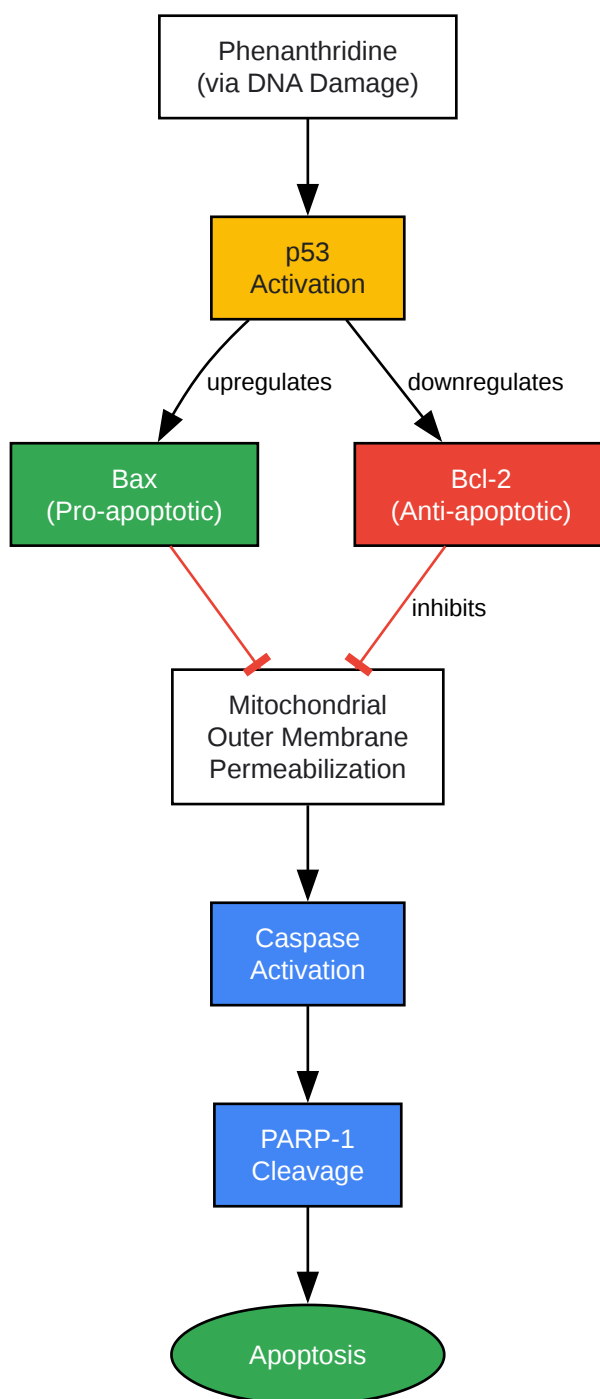 Phenanthridine
(via DNA Damage)
p53
Activation
upregulates
downregulates
Bax
(Pro-apoptotic)
Bcl-2
(Anti-apoptotic)
inhibits
Mitochondrial
Outer Membrane
Permeabilization
Caspase
Activation
PARP-1
Cleavage
Apoptosis